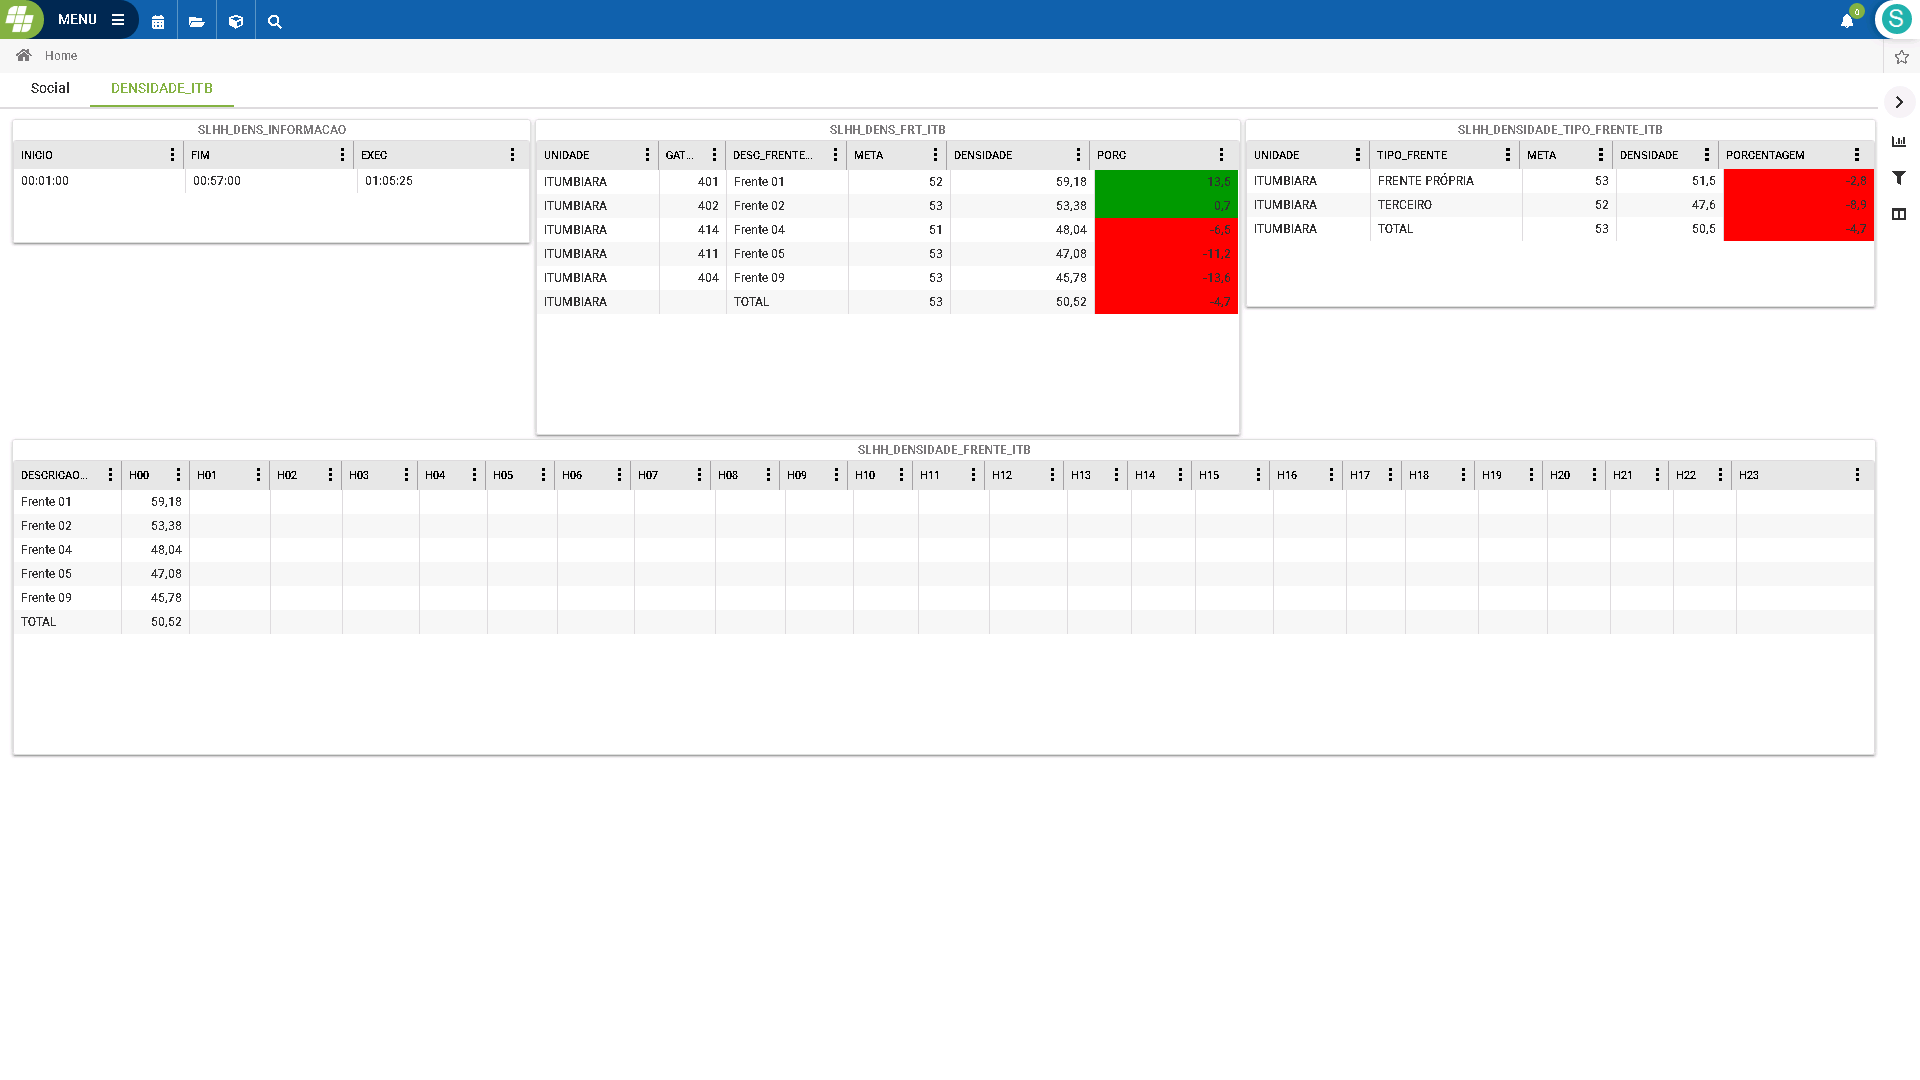 MENU
0
S
Home
Social DENSIDADE_ITB
SLHH_DENS_INFORMACAO
INICIO FIM EXEC
00:01:00 00:57:00 01:05:25
SLHH_DENS_FRT_ITB
UNIDADE GAT... DESC_FRENTE... META DENSIDADE PORC
ITUMBIARA 401 Frente 01 52 59,18 13,5
ITUMBIARA 402 Frente 02 53 53,38 0,7
ITUMBIARA 414 Frente 04 51 48,04 -5,5
ITUMBIARA 411 Frente 05 53 47,08 -11,2
ITUMBIARA 404 Frente 09 53 45,78 -13,6
ITUMBIARA TOTAL 53 50,52 -4,7
SLHH_DENSIDADE_TIPO_FRENTE_ITB
UNIDADE TIPO_FRENTE META DENSIDADE PORCENTAGEM
ITUMBIARA FRENTE PRÓPRIA 53 51,5 -2,8
ITUMBIARA TERCEIRO 52 47,6 -8,9
ITUMBIARA TOTAL 53 50,5 -4,7
SLHH_DENSIDADE_FRENTE_ITB
DESCRICAO... H00 H01 H02 H03 H04 H05 H06 H07 H08 H09 H10 H11 H12 H13 H14 H15 H16 H17 H18 H19 H20 H21 H22 H23
Frente 01 59,18
Frente 02 53,38
Frente 04 48,04
Frente 05 47,08
Frente 09 45,78
TOTAL 50,52